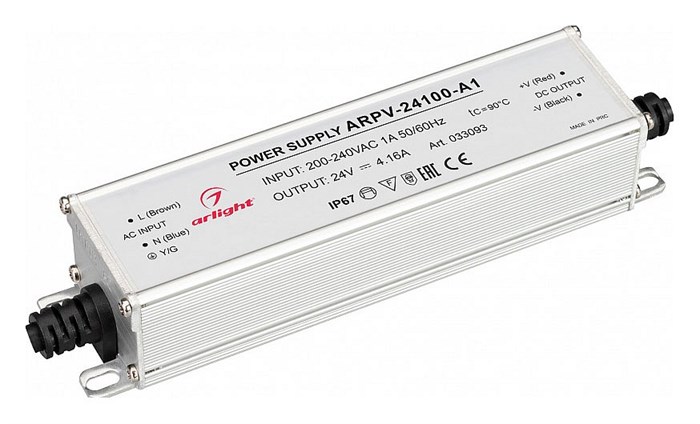 POWER SUPPLY ARPV-24100-A1
INPUT: 200-240VAC 1A 50/60Hz tc=90°C
OUTPUT: 24V ⎓ 4.16A Art. 033093
IP67 F EAC CE
arlight
L (Brown)
AC INPUT
N (Blue)
Y/G
+V (Red)
DC OUTPUT
-V (Black)
MADE IN PRC